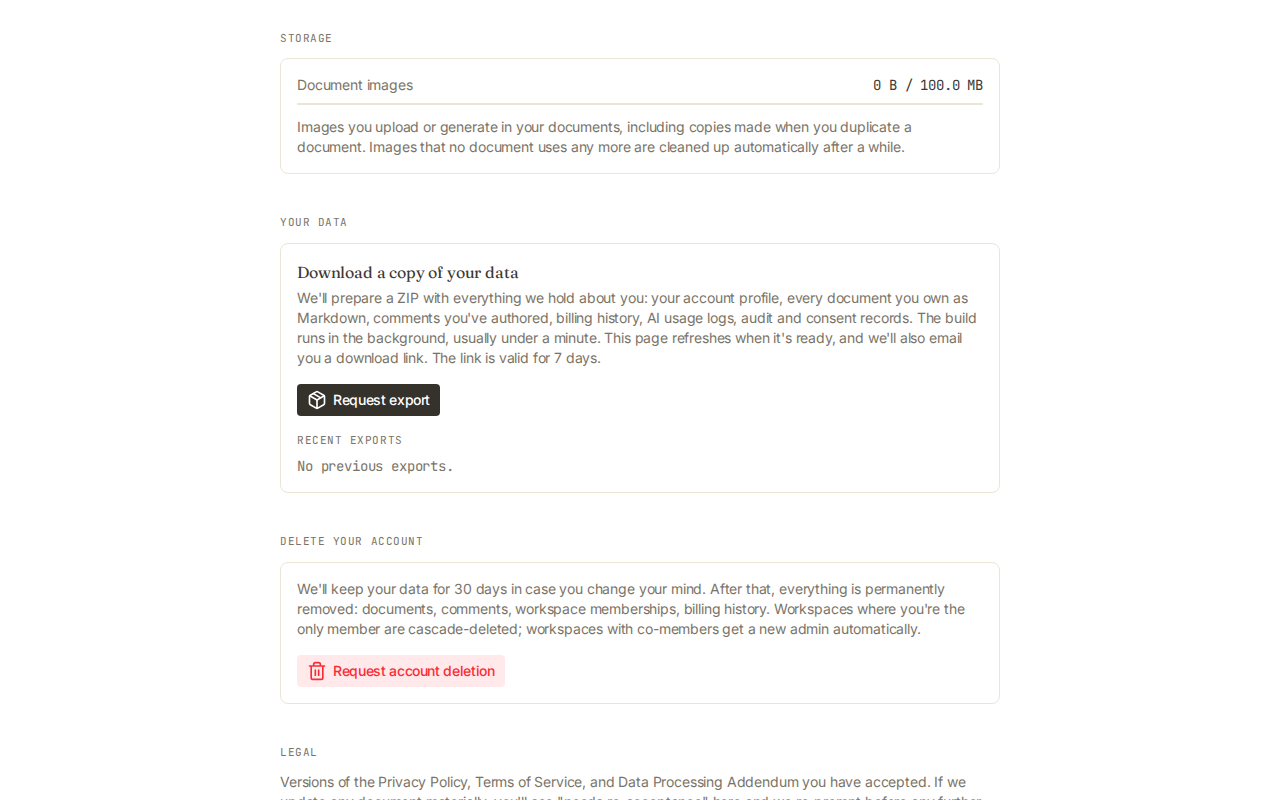 STORAGE
Document images
0 B / 100.0 MB
Images you upload or generate in your documents, including copies made when you duplicate a
document. Images that no document uses any more are cleaned up automatically after a while.
YOUR DATA
Download a copy of your data
We'll prepare a ZIP with everything we hold about you: your account profile, every document you own as
Markdown, comments you've authored, billing history, AI usage logs, audit and consent records. The build
runs in the background, usually under a minute. This page refreshes when it's ready, and we'll also email
you a download link. The link is valid for 7 days.
Request export
RECENT EXPORTS
No previous exports.
DELETE YOUR ACCOUNT
We'll keep your data for 30 days in case you change your mind. After that, everything is permanently
removed: documents, comments, workspace memberships, billing history. Workspaces where you're the
only member are cascade-deleted; workspaces with co-members get a new admin automatically.
Request account deletion
LEGAL
Versions of the Privacy Policy, Terms of Service, and Data Processing Addendum you have accepted. If we